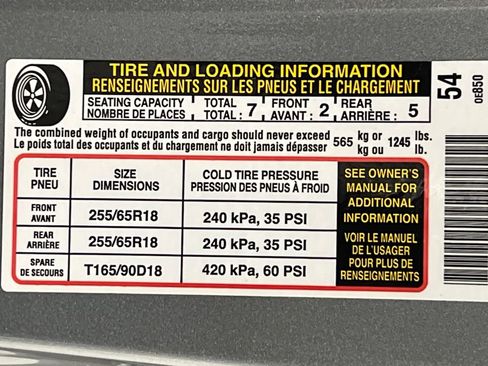 TIRE AND LOADING INFORMATION
RENSEIGNEMENTS SUR LES PNEUS ET LE CHARGEMENT
SEATING CAPACITY TOTAL FRONT REAR
NOMBRE DE PLACES TOTAL : 7 AVANT : 2 ARRIÈRE : 5
The combined weight of occupants and cargo should never exceed 565 kg or 1245 lbs.
Le poids total des occupants et du chargement ne doit jamais dépasser kg ou lb.
TIRE SIZE COLD TIRE PRESSURE
PNEU DIMENSIONS PRESSION DES PNEUS À FROID
FRONT
AVANT 255/65R18 240 kPa, 35 PSI
REAR
ARRIÈRE 255/65R18 240 kPa, 35 PSI
SPARE
DE SECOURS T165/90D18 420 kPa, 60 PSI
SEE OWNER'S
MANUAL FOR
ADDITIONAL
INFORMATION
VOIR LE MANUEL
DE L'USAGER
POUR PLUS DE
RENSEIGNEMENTS
54
OE850